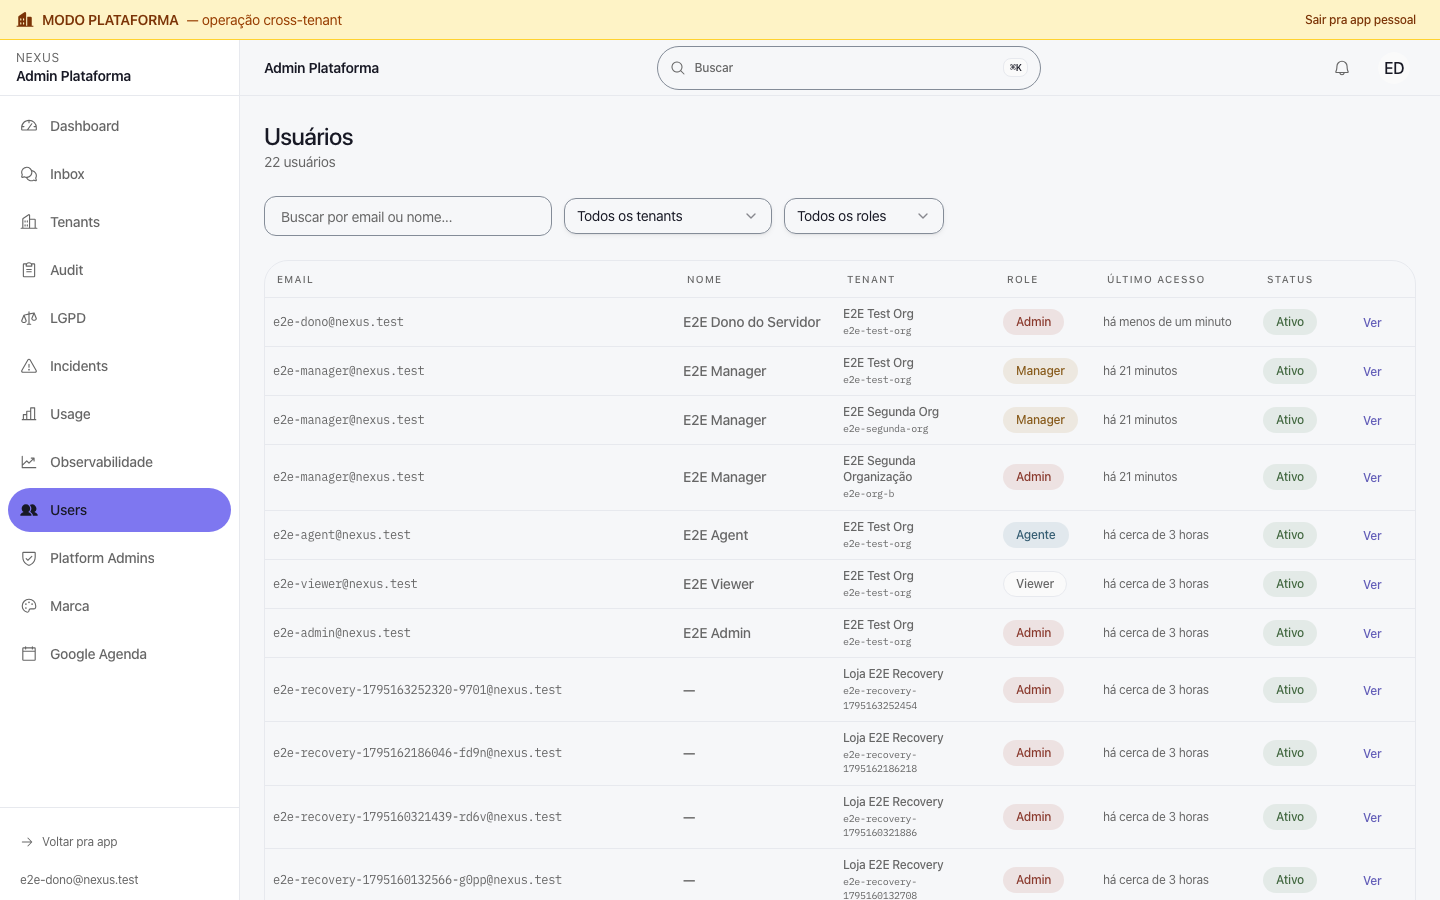 MODO PLATAFORMA — operação cross-tenant
Sair pra app pessoal
NEXUS
Admin Plataforma
Admin Plataforma
Buscar
⌘K
ED
Dashboard
Inbox
Tenants
Audit
LGPD
Incidents
Usage
Observabilidade
Users
Platform Admins
Marca
Google Agenda
Voltar pra app
e2e-dono@nexus.test
Usuários
22 usuários
Buscar por email ou nome...
Todos os tenants
Todos os roles
EMAIL NOME TENANT ROLE ÚLTIMO ACESSO STATUS
e2e-dono@nexus.test E2E Dono do Servidor E2E Test Org Admin há menos de um minuto Ativo Ver
e2e-test-org
e2e-manager@nexus.test E2E Manager E2E Test Org Manager há 21 minutos Ativo Ver
e2e-test-org
e2e-manager@nexus.test E2E Manager E2E Segunda Org Manager há 21 minutos Ativo Ver
e2e-segunda-org
e2e-manager@nexus.test E2E Manager E2E Segunda Admin há 21 minutos Ativo Ver
Organização
e2e-org-b
e2e-agent@nexus.test E2E Agent E2E Test Org Agente há cerca de 3 horas Ativo Ver
e2e-test-org
e2e-viewer@nexus.test E2E Viewer E2E Test Org Viewer há cerca de 3 horas Ativo Ver
e2e-test-org
e2e-admin@nexus.test E2E Admin E2E Test Org Admin há cerca de 3 horas Ativo Ver
e2e-test-org
e2e-recovery-1795163252320-9701@nexus.test — Loja E2E Recovery Admin há cerca de 3 horas Ativo Ver
e2e-recovery-
1795163252454
e2e-recovery-1795162186046-fd9n@nexus.test — Loja E2E Recovery Admin há cerca de 3 horas Ativo Ver
e2e-recovery-
1795162186218
e2e-recovery-1795160321439-rd6v@nexus.test — Loja E2E Recovery Admin há cerca de 3 horas Ativo Ver
e2e-recovery-
1795160321886
e2e-recovery-1795160132566-g0pp@nexus.test — Loja E2E Recovery Admin há cerca de 3 horas Ativo Ver
e2e-recovery-
1795160132708